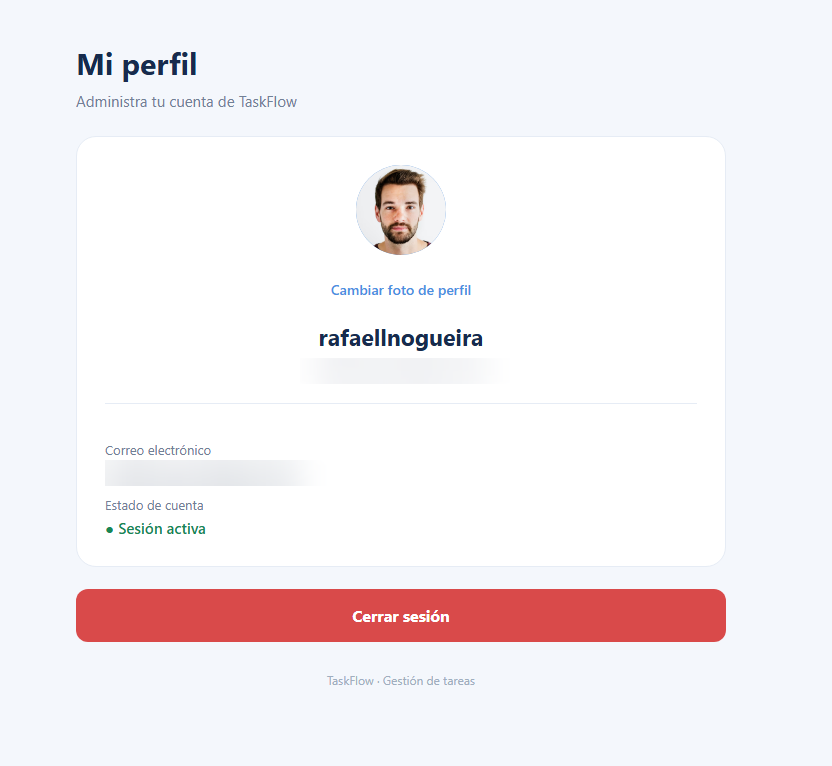 Mi perfil
Administra tu cuenta de TaskFlow
Cambiar foto de perfil
rafaellnogueira
Correo electrónico
Estado de cuenta
● Sesión activa
Cerrar sesión
TaskFlow · Gestión de tareas